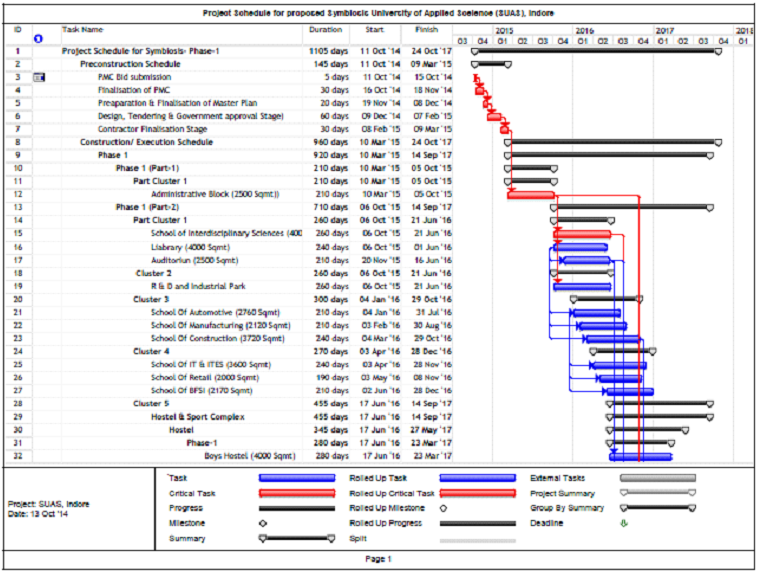 Project Schedule for proposed Symbiosis University of Applied Science (SUAS), Indore
ID Task Name Duration Start Finish 2015 2016 2017 2018
Q3 Q4 Q1 Q2 Q3 Q4 Q1 Q2 Q3 Q4 Q1 Q2 Q3 Q4 Q1
1 Project Schedule for Symbiosis- Phase-1 1105 days 11 Oct '14 24 Oct '17
2 Preconstruction Schedule 145 days 11 Oct '14 09 Mar '15
3 PMC Bid submission 5 days 11 Oct '14 15 Oct '14
4 Finalisation of PMC 30 days 16 Oct '14 18 Nov '14
5 Preaparation & Finalisation of Master Plan 20 days 19 Nov '14 08 Dec '14
6 Design, Tendering & Government approval Stage) 60 days 09 Dec '14 07 Feb '15
7 Contractor Finalisation Stage 30 days 08 Feb '15 09 Mar '15
8 Construction/ Execution Schedule 960 days 10 Mar '15 24 Oct '17
9 Phase 1 920 days 10 Mar '15 14 Sep '17
10 Phase 1 (Part-1) 210 days 10 Mar '15 05 Oct '15
11 Part Cluster 1 210 days 10 Mar '15 05 Oct '15
12 Administrative Block (2500 Sqmt)) 210 days 10 Mar '15 05 Oct '15
13 Phase 1 (Part-2) 710 days 06 Oct '15 14 Sep '17
14 Part Cluster 1 260 days 06 Oct '15 21 Jun '16
15 School of Interdisciplinary Sciences (400 260 days 06 Oct '15 21 Jun '16
16 Liabrary (4000 Sqmt) 240 days 06 Oct '15 01 Jun '16
17 Auditoriun (2500 Sqmt) 210 days 20 Nov '15 16 Jun '16
18 Cluster 2 260 days 06 Oct '15 21 Jun '16
19 R & D and Industrial Park 260 days 06 Oct '15 21 Jun '16
20 Cluster 3 300 days 04 Jan '16 29 Oct '16
21 School Of Automotive (2760 Sqmt) 210 days 04 Jan '16 31 Jul '16
22 School Of Manufacturing (2120 Sqmt) 210 days 03 Feb '16 30 Aug '16
23 School Of Construction (3720 Sqmt) 240 days 04 Mar '16 29 Oct '16
24 Cluster 4 270 days 03 Apr '16 28 Dec '16
25 School Of IT & ITES (3600 Sqmt) 240 days 03 Apr '16 28 Nov '16
26 School Of Retail (2000 Sqmt) 190 days 03 May '16 08 Nov '16
27 School Of BFSI (2170 Sqmt) 210 days 02 Jun '16 28 Dec '16
28 Cluster 5 455 days 17 Jun '16 14 Sep '17
29 Hostel & Sport Complex 455 days 17 Jun '16 14 Sep '17
30 Hostel 345 days 17 Jun '16 27 May '17
31 Phase-1 280 days 17 Jun '16 23 Mar '17
32 Boys Hostel (4000 Sqmt) 280 days 17 Jun '16 23 Mar '17
Project: SUAS, Indore
Date: 13 Oct '14
Task Rolled Up Task External Tasks
Critical Task Rolled Up Critical Task Project Summary
Progress Rolled Up Milestone Group By Summary
Milestone Rolled Up Progress Deadline
Summary Split
Page 1